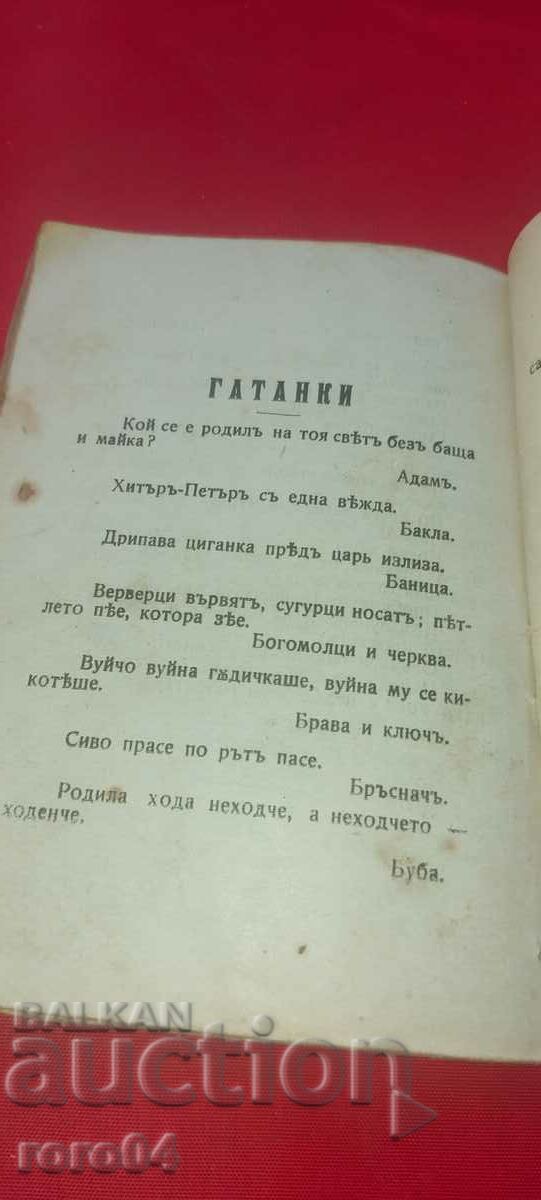 ГАТАНКИ
Кой се е родилъ на тоя свѣтъ безъ баща
и майка?
Адамъ.
Хитъръ-Петъръ съ една вѣжда.
Бакла.
Дрипава циганка прѣдъ царь излиза.
Баница.
Верверци вървятъ, сугурци носатъ; пѣт-
лето пѣе, котора зѣе.
Богомолци и черква.
Вуйчо вуйна гѫдичкаше, вуйна му се ки-
котѣше.
Брава и ключъ.
Сиво прасе по рътъ пасе.
Бръсначъ.
Родила хода неходче, а неходчето —
ходенче.
Буба.
BALKAN
auction
roro04